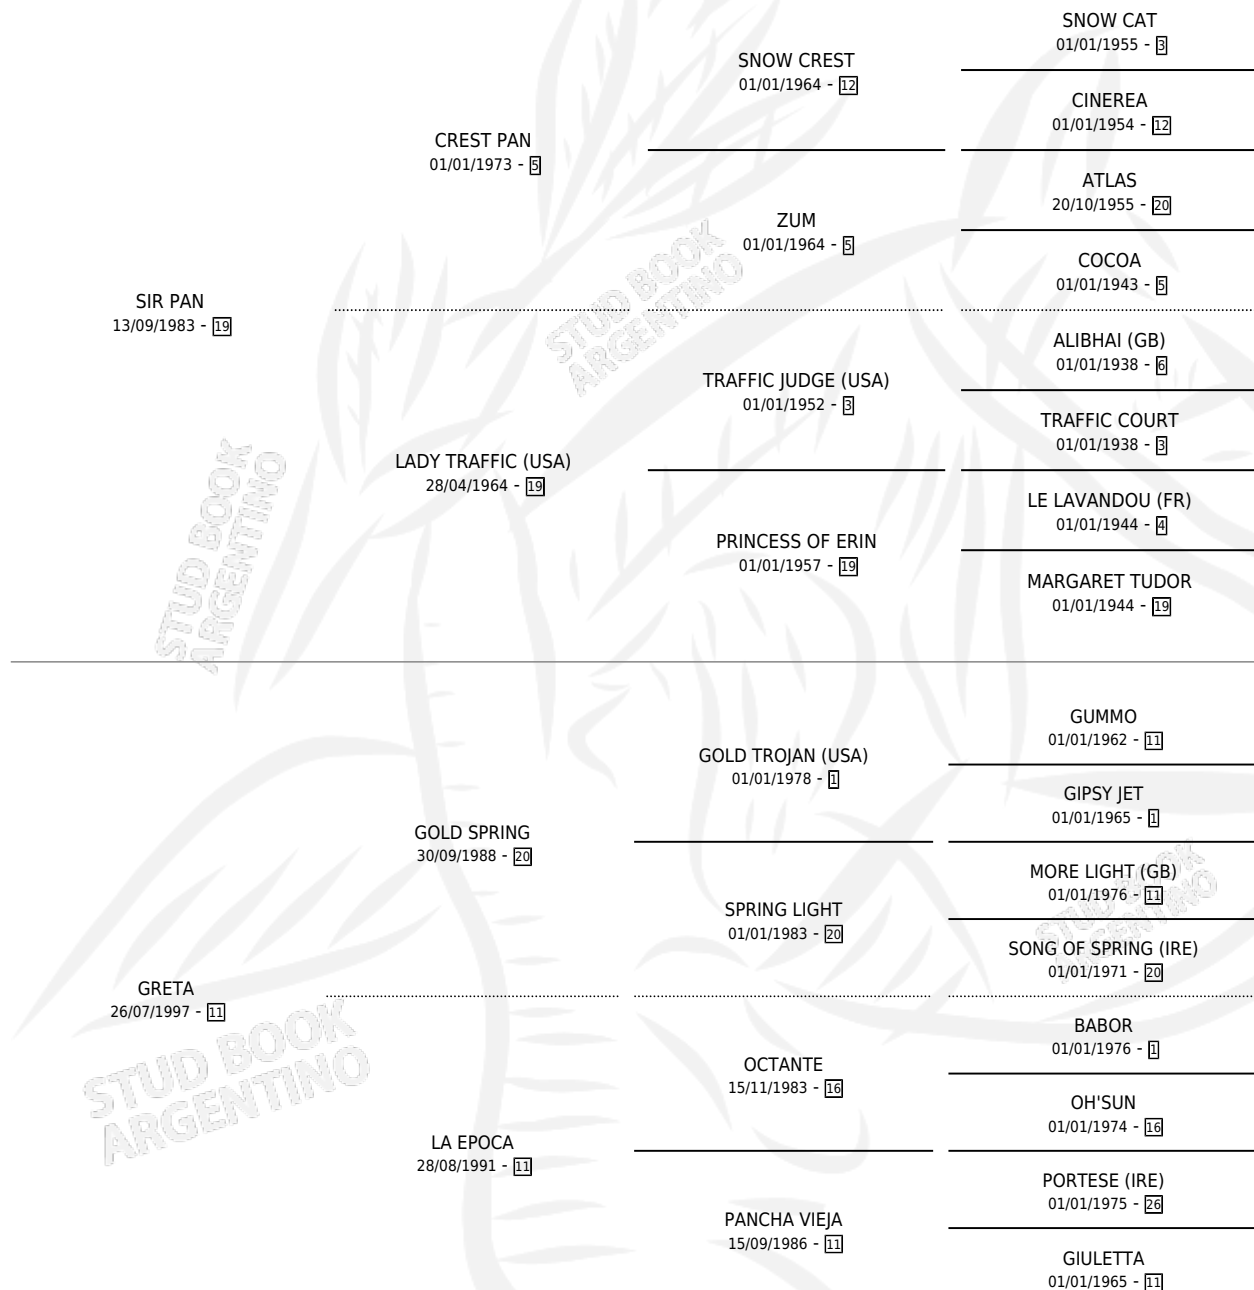 SNOW CAT
01/01/1955 - 3
SNOW CREST
01/01/1964 - 12
CINEREA
01/01/1954 - 12
CREST PAN
01/01/1973 - 5
ATLAS
20/10/1955 - 20
ZUM
01/01/1964 - 5
COCOA
01/01/1943 - 5
SIR PAN
13/09/1983 - 19
ALIBHAI (GB)
01/01/1938 - 6
TRAFFIC JUDGE (USA)
01/01/1952 - 3
TRAFFIC COURT
01/01/1938 - 3
LADY TRAFFIC (USA)
28/04/1964 - 19
LE LAVANDOU (FR)
01/01/1944 - 4
PRINCESS OF ERIN
01/01/1957 - 19
MARGARET TUDOR
01/01/1944 - 19
GUMMO
01/01/1962 - 11
GOLD TROJAN (USA)
01/01/1978 - 1
GIPSY JET
01/01/1965 - 1
GOLD SPRING
30/09/1988 - 20
MORE LIGHT (GB)
01/01/1976 - 11
SPRING LIGHT
01/01/1983 - 20
SONG OF SPRING (IRE)
01/01/1971 - 20
GRETA
26/07/1997 - 11
BABOR
01/01/1976 - 1
OCTANTE
15/11/1983 - 16
OH'SUN
01/01/1974 - 16
LA EPOCA
28/08/1991 - 11
PORTESE (IRE)
01/01/1975 - 26
PANCHA VIEJA
15/09/1986 - 11
GIULETTA
01/01/1965 - 11
STUD BOOK
ARGENTINO
STUD BOOK
ARGENTINO
STUD BOOK
ARGENTINO
STUD BOOK
ARGENTINO